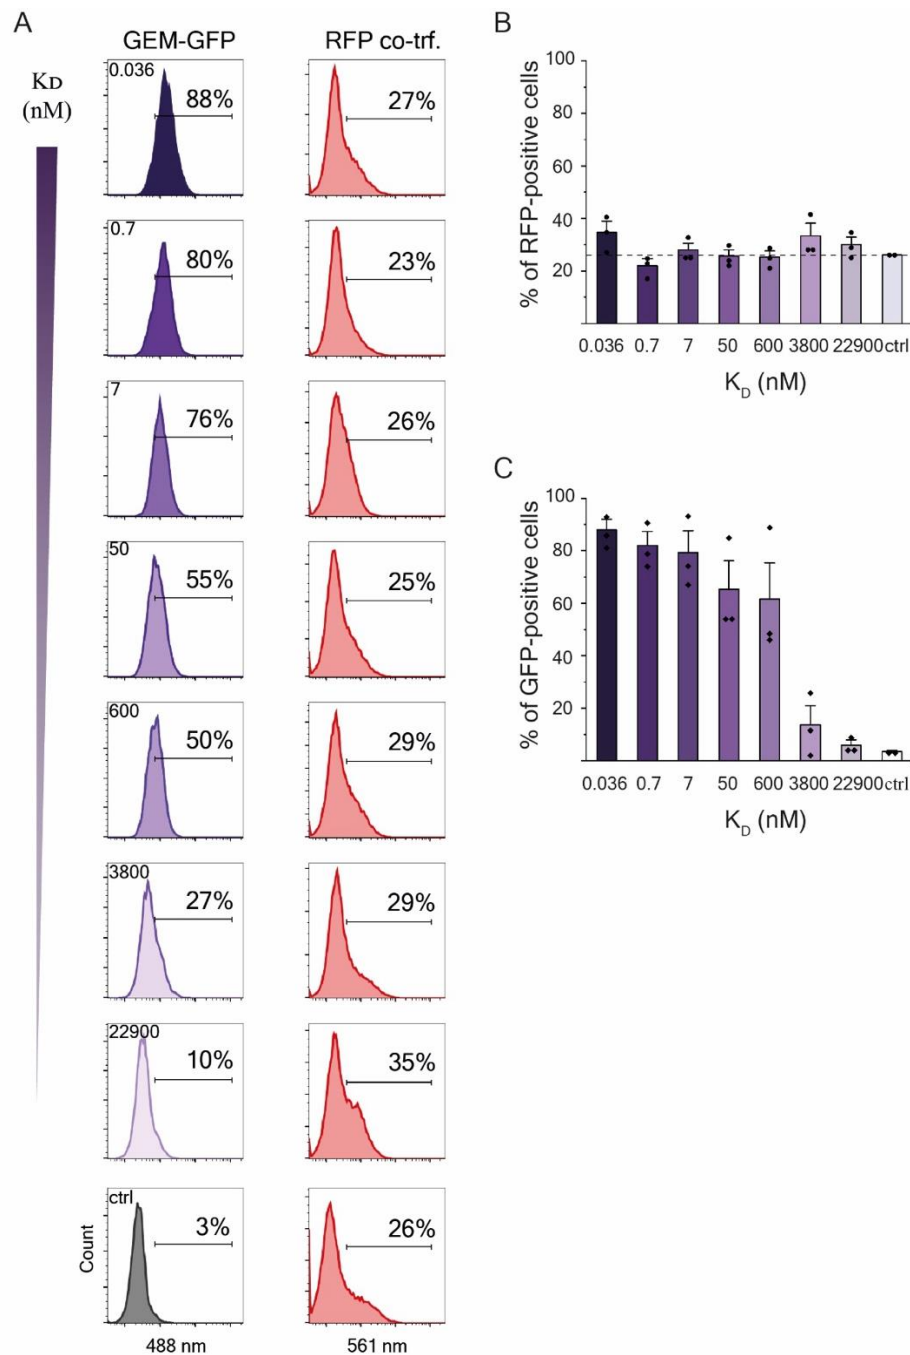 A
GEM-GFP
RFP co-trf.
KD
(nM)
0.036
88%
27%
0.7
80%
23%
7
76%
26%
50
55%
25%
600
50%
29%
3800
27%
29%
22900
10%
35%
ctrl
3%
26%
Count
488 nm
561 nm
B
% of RFP-positive cells
100
80
60
40
20
0.036 0.7 7 50 600 3800 22900 ctrl
KD (nM)
C
% of GFP-positive cells
100
80
60
40
20
0.036 0.7 7 50 600 3800 22900 ctrl
KD (nM)